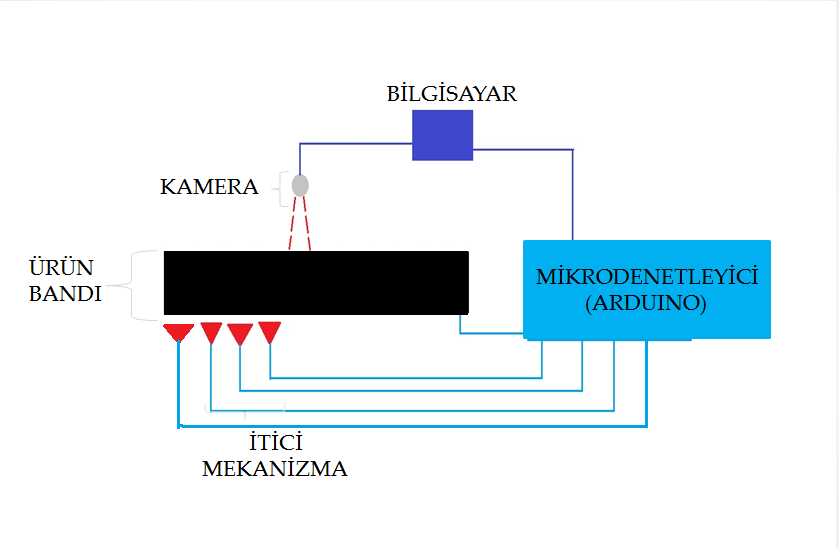 BİLGİSAYAR
KAMERA
ÜRÜN
BANDI
MİKRODENETLEYİCİ
(ARDUINO)
İTİCİ
MEKANİZMA